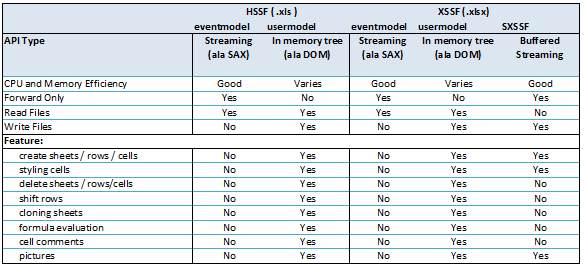 HSSF ( .xls ) XSSF ( .xlsx)
eventmodel usermodel eventmodel usermodel SXSSF
API Type Streaming (ala SAX) In memory tree (ala DOM) Streaming (ala SAX) In memory tree (ala DOM) Buffered Streaming
CPU and Memory Efficiency Good Varies Good Varies Good
Forward Only Yes No Yes No Yes
Read Files Yes Yes Yes Yes No
Write Files No Yes No Yes Yes
Feature:
create sheets / rows / cells No Yes No Yes Yes
styling cells No Yes No Yes Yes
delete sheets / rows/cells No Yes No Yes No
shift rows No Yes No Yes No
cloning sheets No Yes No Yes No
formula evaluation No Yes No Yes No
cell comments No Yes No Yes No
pictures No Yes No Yes Yes